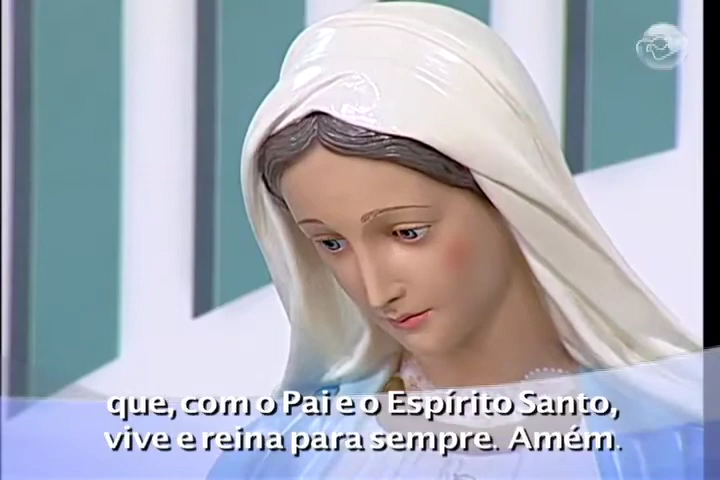 que, com o Pai e o Espírito Santo,
vive e reina para sempre. Amém.